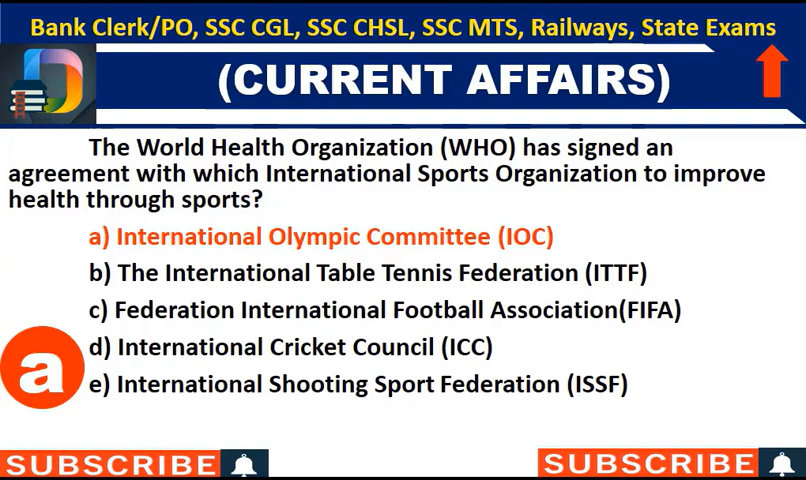 Bank Clerk/PO, SSC CGL, SSC CHSL, SSC MTS, Railways, State Exams
(CURRENT AFFAIRS)
The World Health Organization (WHO) has signed an
agreement with which International Sports Organization to improve
health through sports?
a) International Olympic Committee (IOC)
b) The International Table Tennis Federation (ITTF)
c) Federation International Football Association(FIFA)
d) International Cricket Council (ICC)
a
e) International Shooting Sport Federation (ISSF)
SUBSCRIBE
SUBSCRIBE